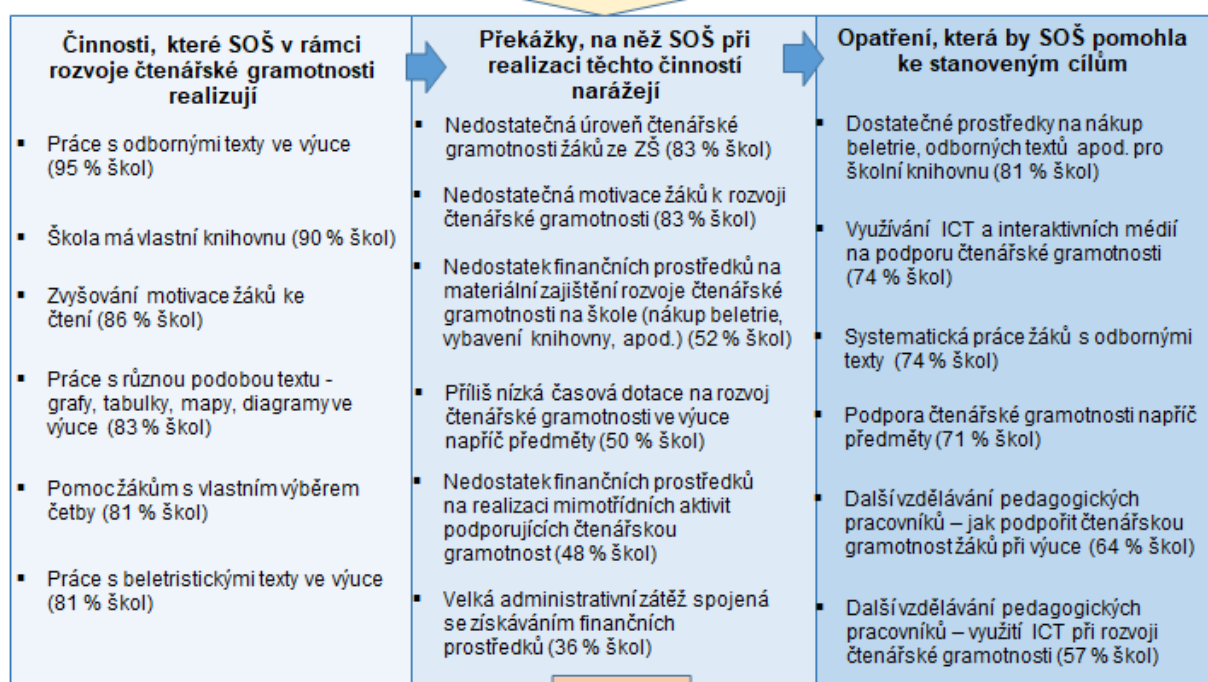 Činnosti, které SOŠ v rámci
rozvoje čtenářské gramotnosti
realizují
▪ Práce s odbornými texty ve výuce
(95 % škol)
▪ Škola má vlastní knihovnu (90 % škol)
▪ Zvyšování motivace žáků ke
čtení (86 % škol)
▪ Práce s různou podobou textu -
grafy, tabulky, mapy, diagramy ve
výuce (83 % škol)
▪ Pomoc žákům s vlastním výběrem
četby (81 % škol)
▪ Práce s beletristickými texty ve výuce
(81 % škol)
Překážky, na něž SOŠ při
realizaci těchto činností
narážejí
▪ Nedostatečná úroveň čtenářské
gramotnosti žáků ze ZŠ (83 % škol)
▪ Nedostatečná motivace žáků k rozvoji
čtenářské gramotnosti (83 % škol)
▪ Nedostatek finančních prostředků na
materiální zajištění rozvoje čtenářské
gramotnosti na škole (nákup beletrie,
vybavení knihovny, apod.) (52 % škol)
▪ Příliš nízká časová dotace na rozvoj
čtenářské gramotnosti ve výuce
napříč předměty (50 % škol)
▪ Nedostatek finančních prostředků
na realizaci mimotřídních aktivit
podporujících čtenářskou
gramotnost (48 % škol)
▪ Velká administrativní zátěž spojená
se získáváním finančních
prostředků (36 % škol)
Opatření, která by SOŠ pomohla
ke stanoveným cílům
▪ Dostatečné prostředky na nákup
beletrie, odborných textů apod. pro
školní knihovnu (81 % škol)
▪ Využívání ICT a interaktivních médií
na podporu čtenářské gramotnosti
(74 % škol)
▪ Systematická práce žáků s odbornými
texty (74 % škol)
▪ Podpora čtenářské gramotnosti napříč
předměty (71 % škol)
▪ Další vzdělávání pedagogických
pracovníků – jak podpořit čtenářskou
gramotnost žáků při výuce (64 % škol)
▪ Další vzdělávání pedagogických
pracovníků – využití ICT při rozvoji
čtenářské gramotnosti (57 % škol)